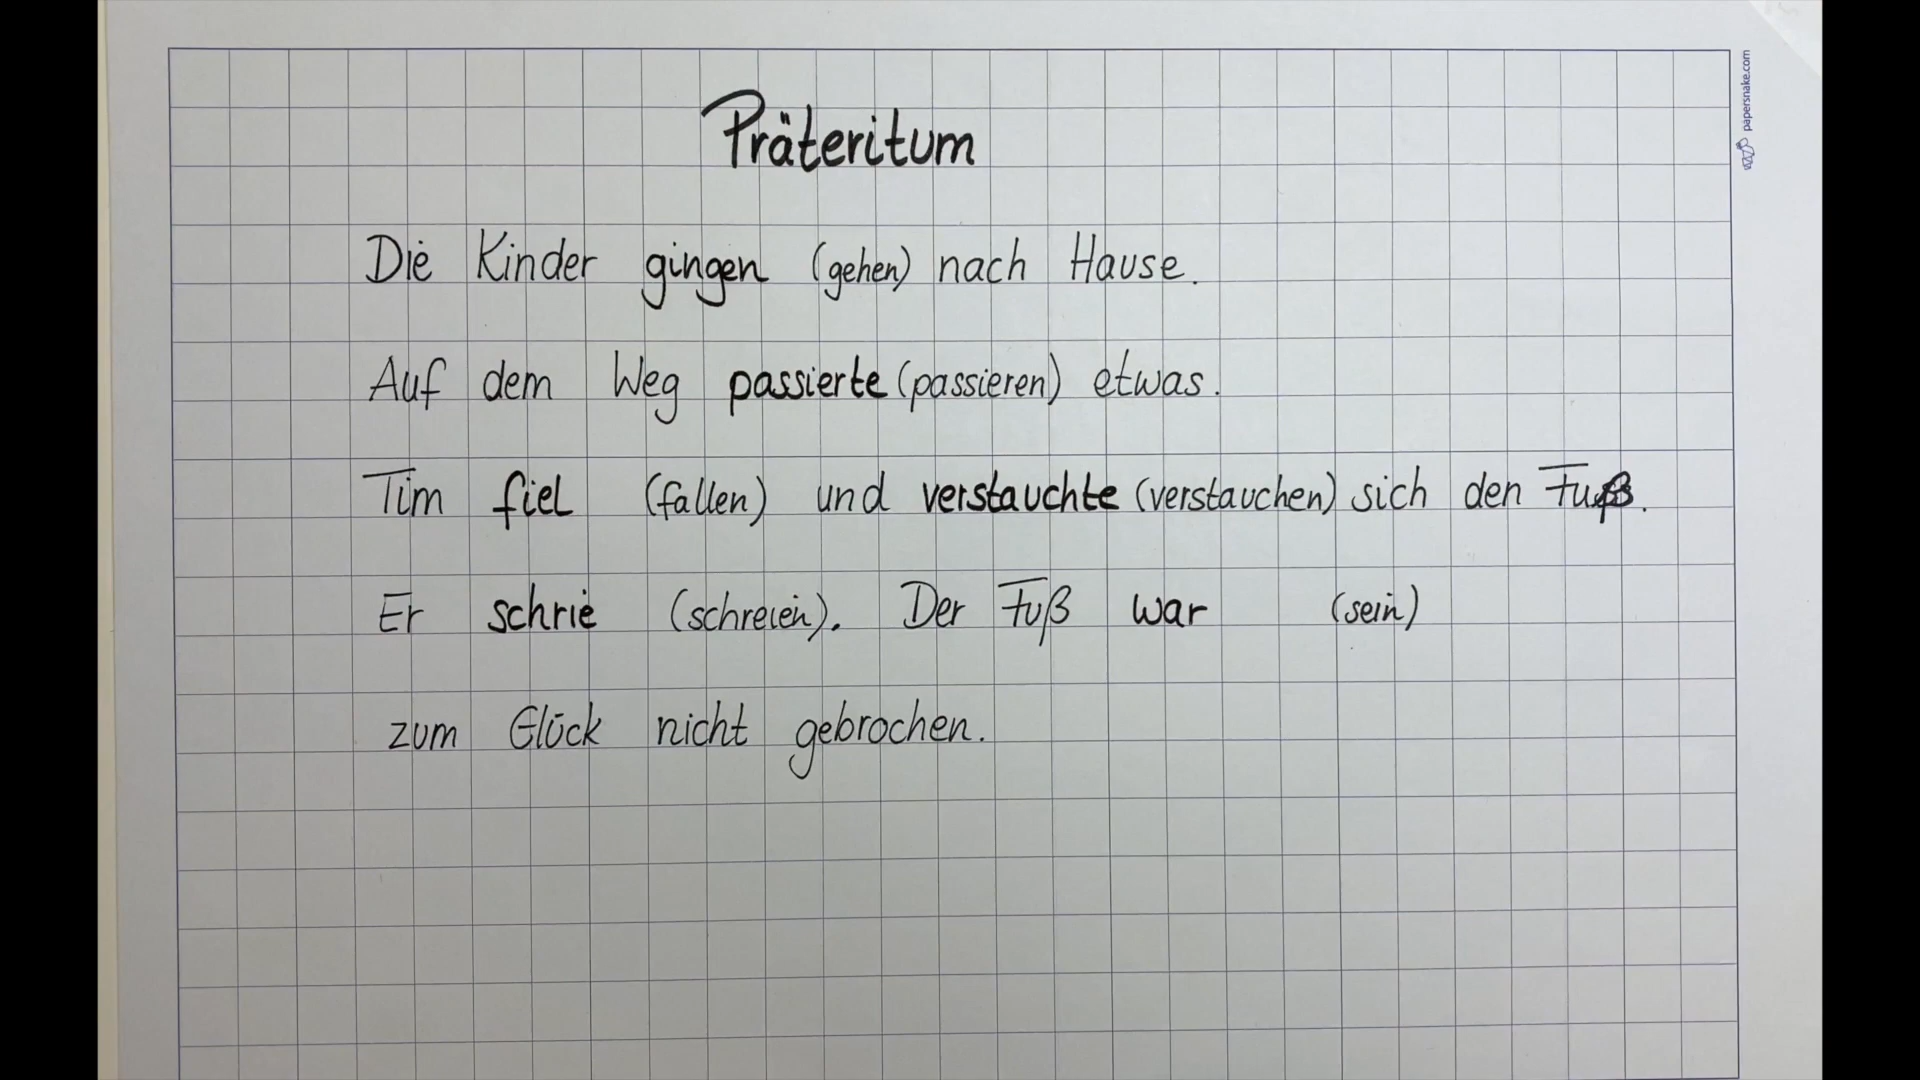 Präteritum
Die Kinder gingen (gehen) nach Hause.
Auf dem Weg passierte (passieren) etwas.
Tim fiel (fallen) und verstauchte (verstauchen) sich den Fuß.
Er schrie (schreien). Der Fuß war (sein)
zum Glück nicht gebrochen.
papersnake.com